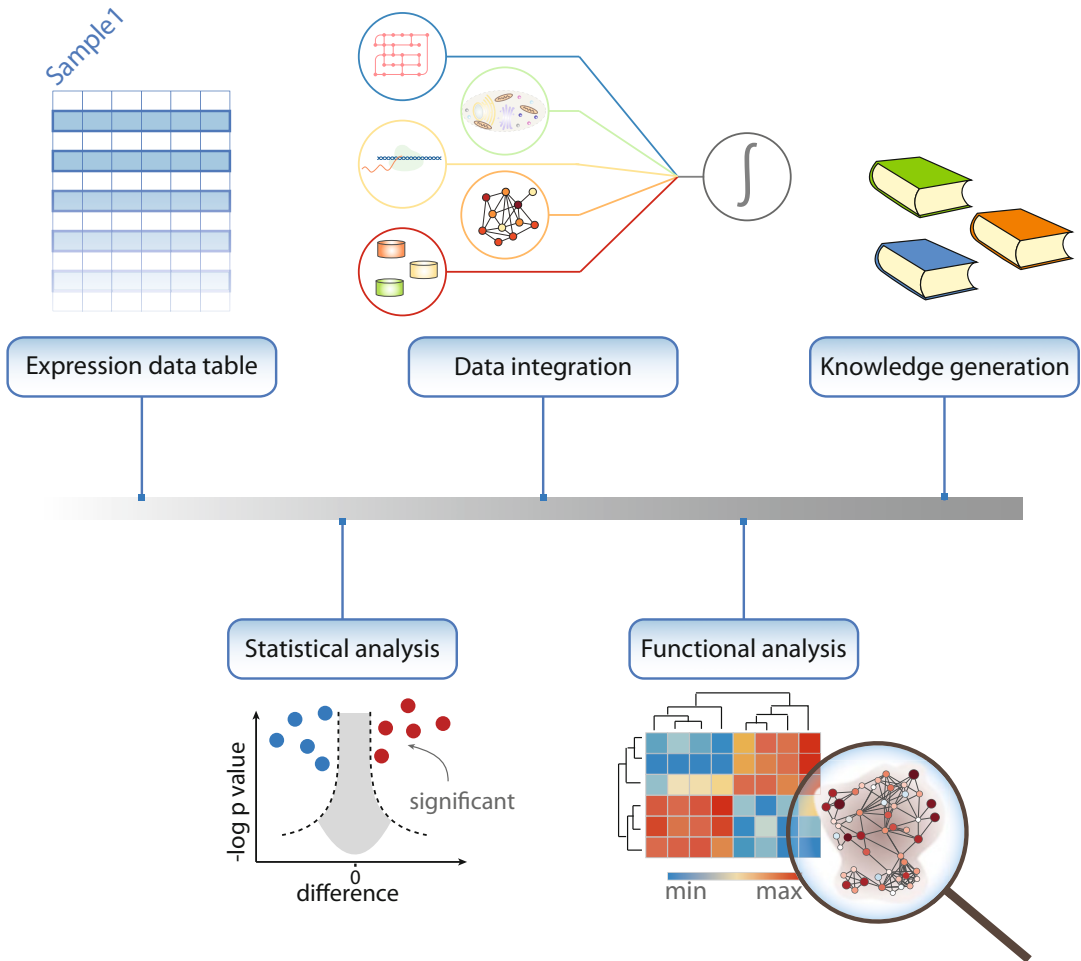 Sample1
Expression data table
Data integration
Knowledge generation
Statistical analysis
Functional analysis
-log p value
significant
0
difference
min
max